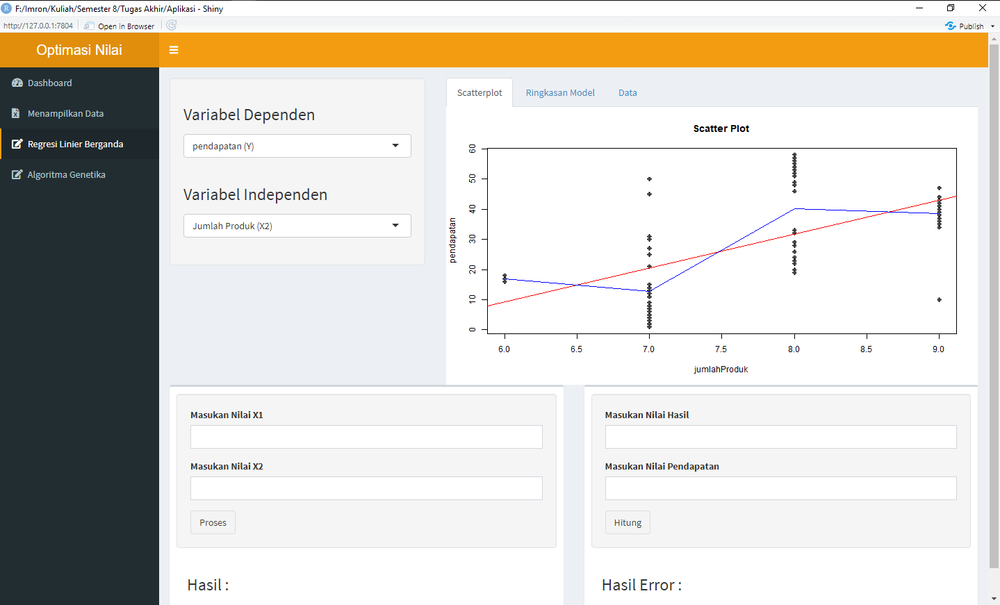 F:/Imron/Kuliah/Semester 8/Tugas Akhir/Aplikasi - Shiny
http://127.0.0.1:7804
Open in Browser
Publish
Optimasi Nilai
Dashboard
Menampilkan Data
Regresi Linier Berganda
Algoritma Genetika
Variabel Dependen
pendapatan (Y)
Variabel Independen
Jumlah Produk (X2)
Scatterplot
Ringkasan Model
Data
Scatter Plot
60
50
40
30
20
10
0
pendapatan
6.0
6.5
7.0
7.5
8.0
8.5
9.0
jumlahProduk
Masukan Nilai X1
Masukan Nilai X2
Proses
Hasil :
Masukan Nilai Hasil
Masukan Nilai Pendapatan
Hitung
Hasil Error :